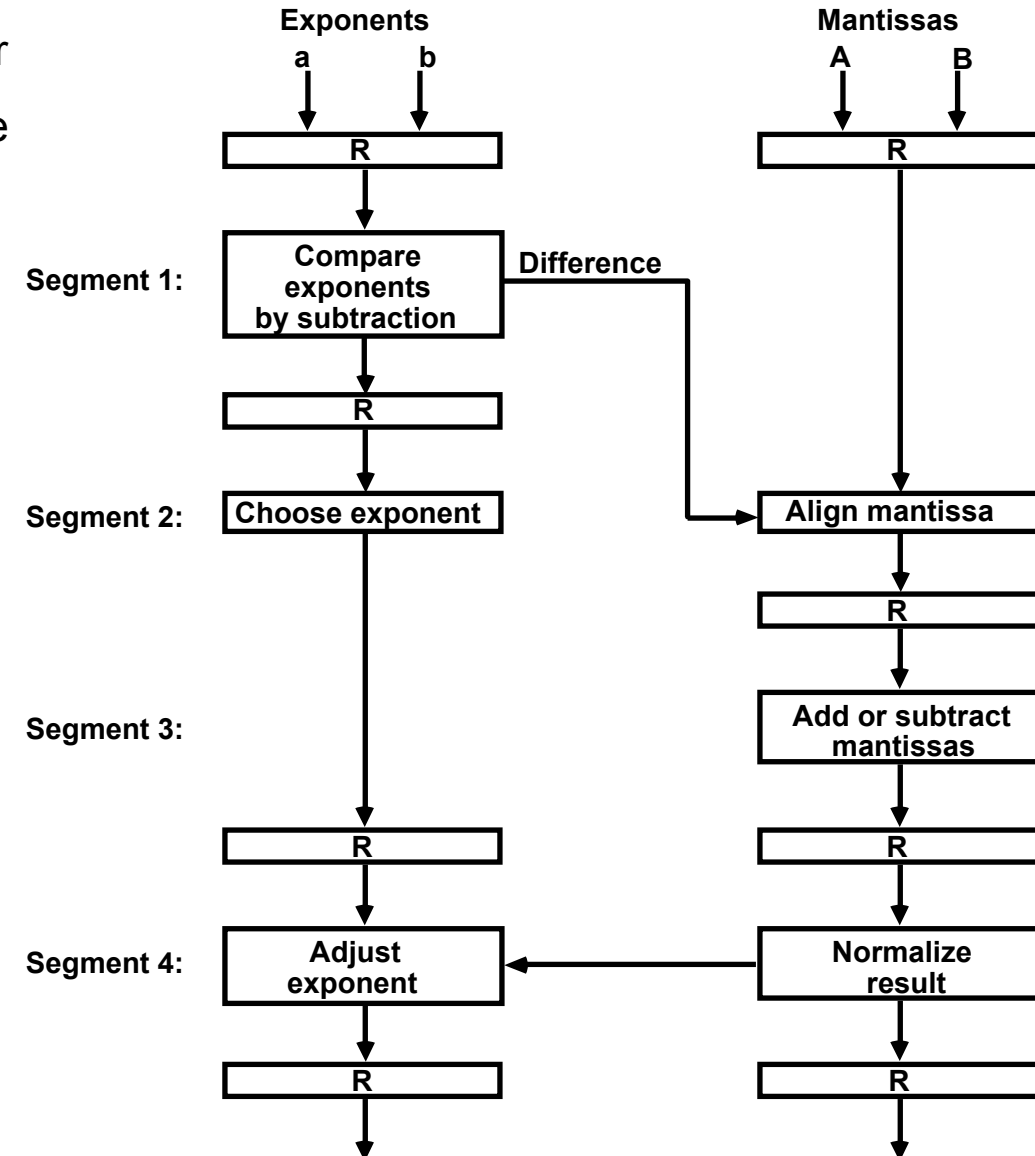 r
e
Exponents
a b
R
Mantissas
A B
R
Segment 1:
Compare
exponents
by subtraction
Difference
R
Segment 2:
Choose exponent
Align mantissa
R
Segment 3:
Add or subtract
mantissas
R
R
Segment 4:
Adjust
exponent
Normalize
result
R
R